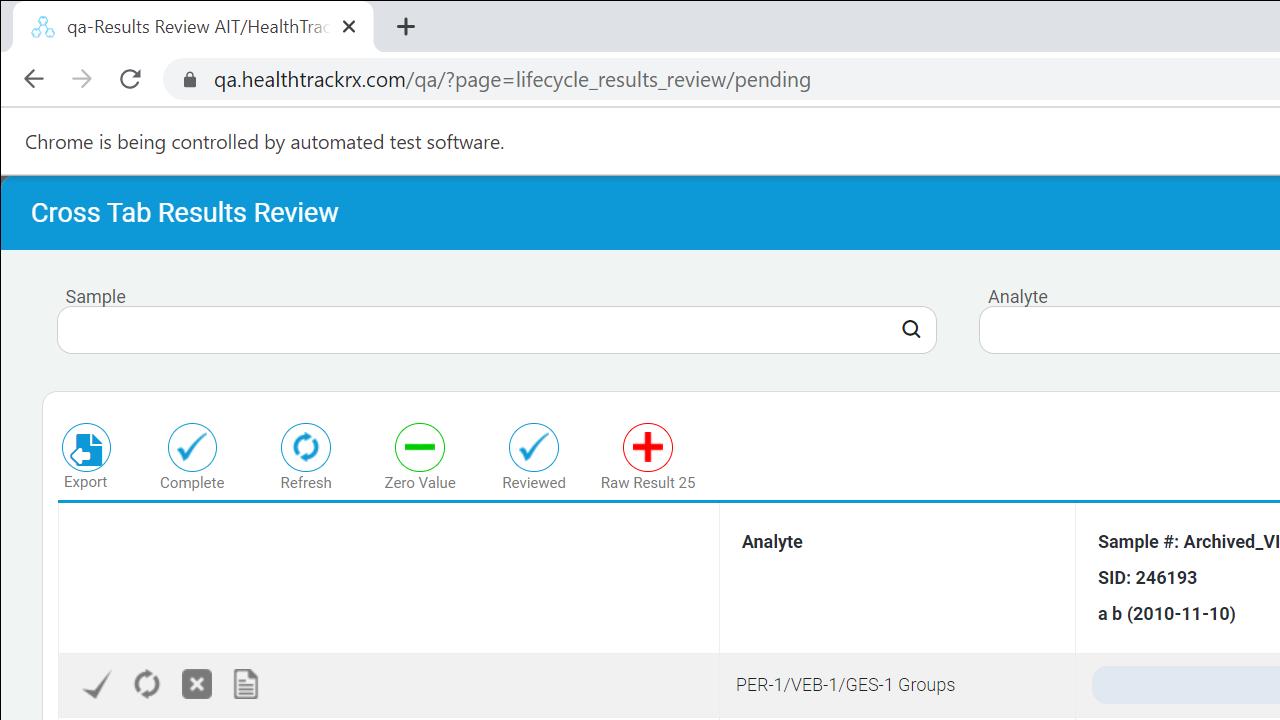 qa-Results Review AIT/HealthTrac
qa.healthtrackrx.com/qa/?page=lifecycle_results_review/pending
Chrome is being controlled by automated test software.
Cross Tab Results Review
Sample
Analyte
Export
Complete
Refresh
Zero Value
Reviewed
Raw Result 25
Analyte
Sample #: Archived_VI
SID: 246193
a b (2010-11-10)
PER-1/VEB-1/GES-1 Groups